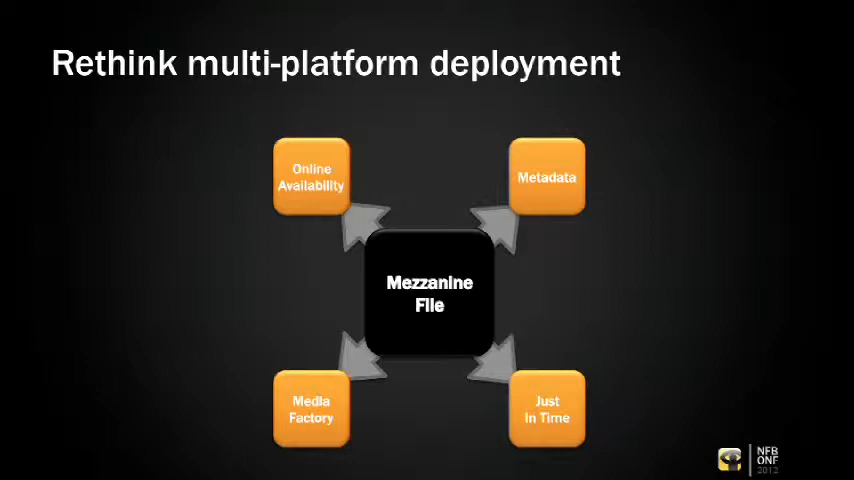 Rethink multi-platform deployment
Online
Availability
Metadata
Mezzanine
File
Media
Factory
Just
In Time
NFB
ONF
2012